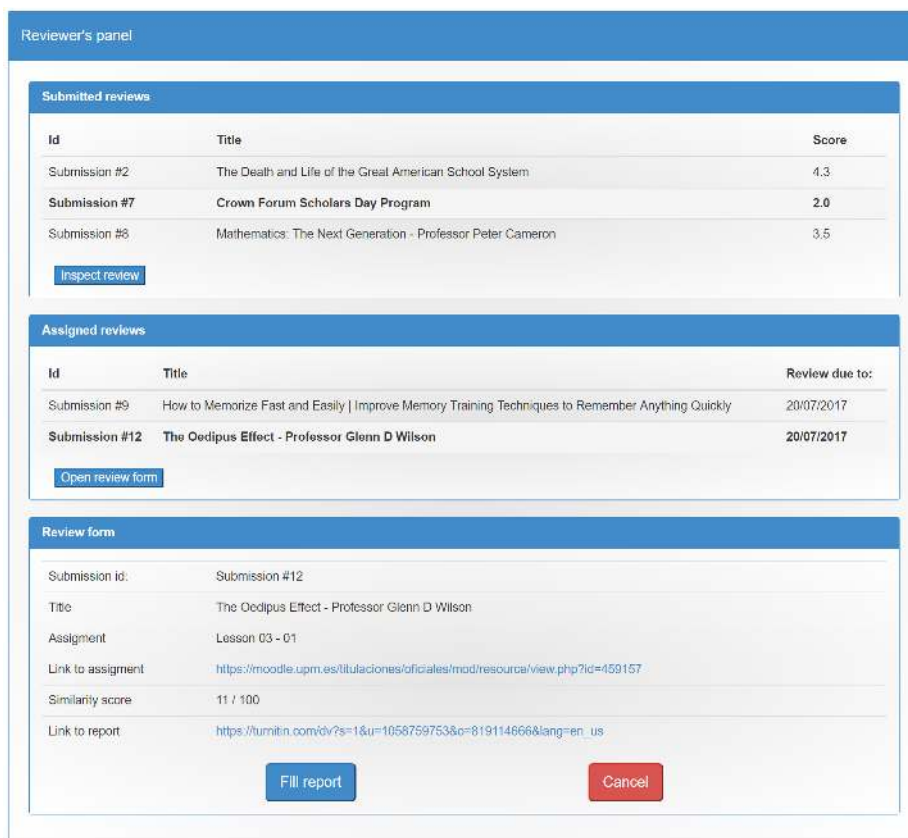 Reviewer's panel
Submitted reviews
Id Title Score
Submission #2 The Death and Life of the Great American School System 4.3
Submission #7 Crown Forum Scholars Day Program 2.0
Submission #8 Mathematics: The Next Generation - Professor Peter Cameron 3.5
Inspect review
Assigned reviews
Id Title Review due to:
Submission #9 How to Memorize Fast and Easily | Improve Memory Training Techniques to Remember Anything Quickly 20/07/2017
Submission #12 The Oedipus Effect - Professor Glenn D Wilson 20/07/2017
Open review form
Review form
Submission id: Submission #12
Title The Oedipus Effect - Professor Glenn D Wilson
Assigment Lesson 03 - 01
Link to assigment https://moodle.upm.es/titulaciones/oficiales/mod/resource/view.php?id=459157
Similarity score 11 / 100
Link to report https://turnitin.com/dv?s=1&u=1058759753&o=819114666&lang=en_us
Fill report Cancel